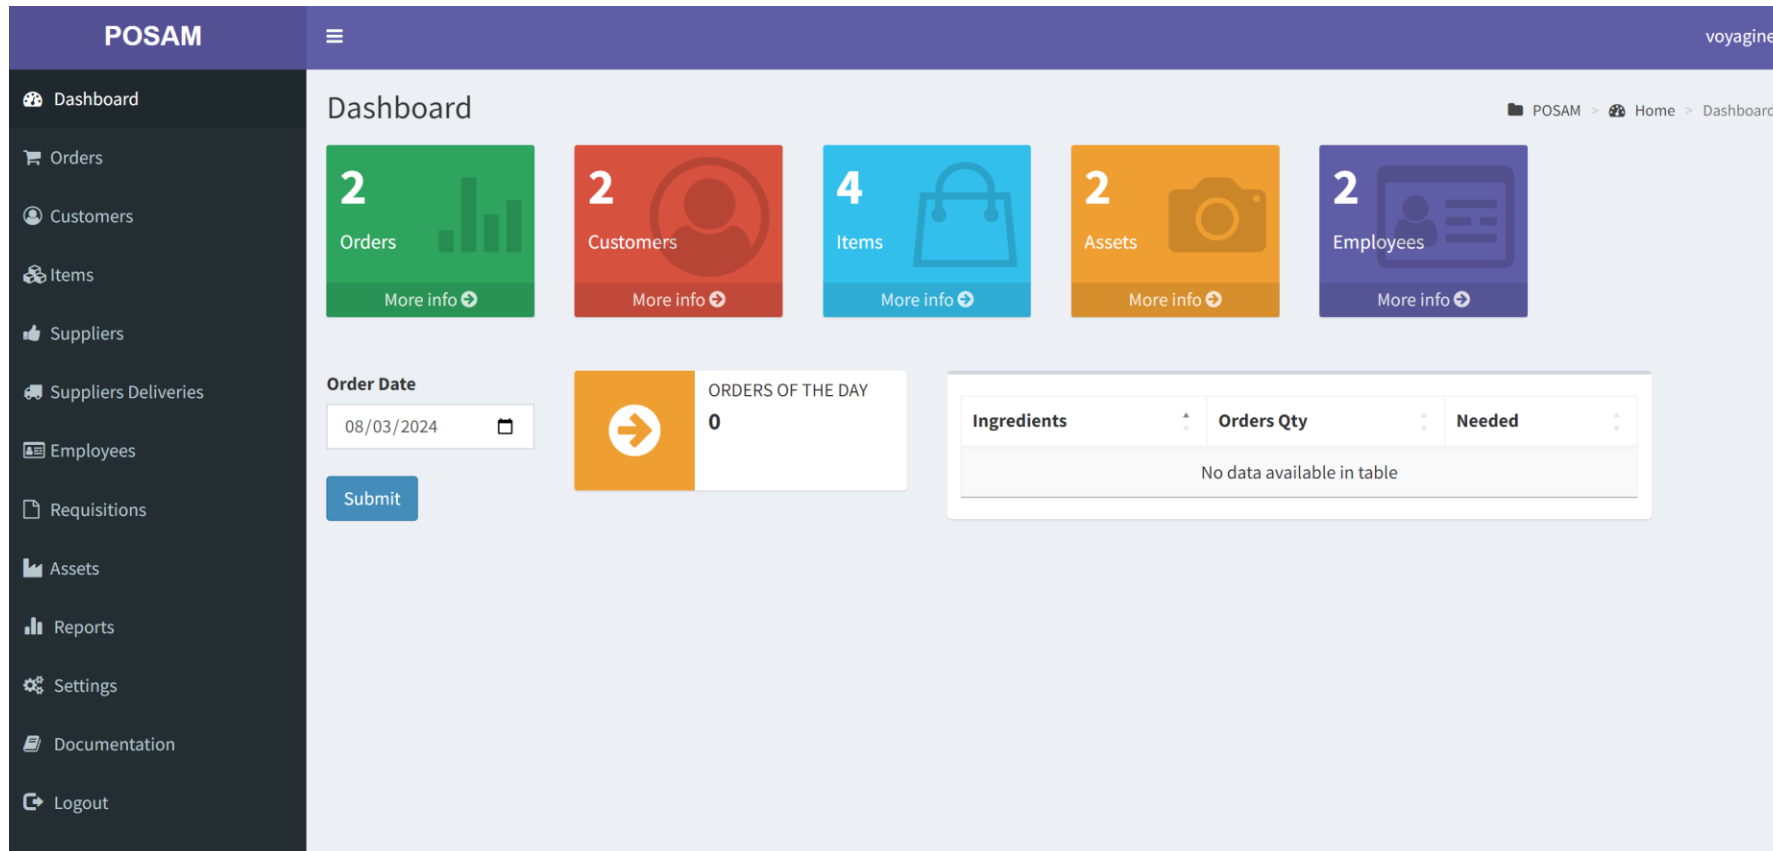 POSAM
voyagine
Dashboard
Orders
Customers
Items
Suppliers
Suppliers Deliveries
Employees
Requisitions
Assets
Reports
Settings
Documentation
Logout
Dashboard
POSAM > Home > Dashboard
2
Orders
More info
2
Customers
More info
4
Items
More info
2
Assets
More info
2
Employees
More info
Order Date
08/03/2024
Submit
ORDERS OF THE DAY
0
Ingredients Orders Qty Needed
No data available in table